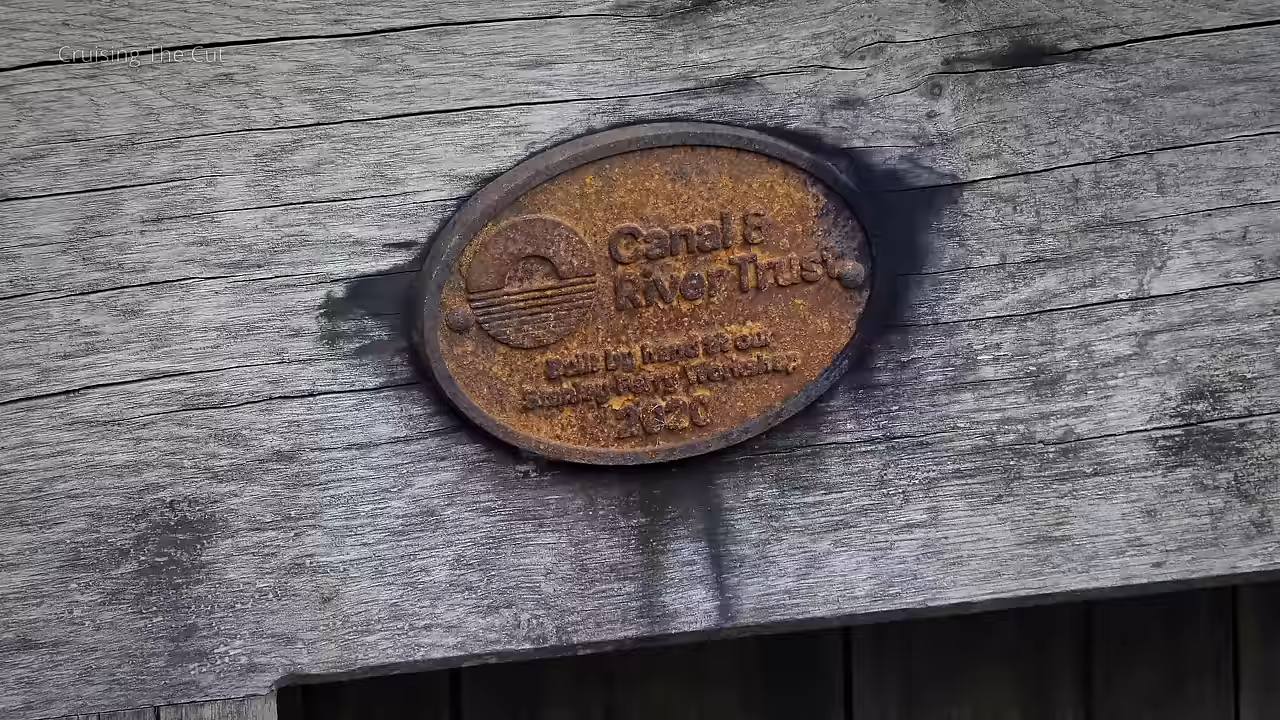 Cruising The Cut
Canal &
River Trust
Built by hand at our
Stanley Ferry Workshop
2020